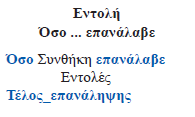 Εντολή
Όσο ... επανάλαβε
Όσο Συνθήκη επανάλαβε
Εντολές
Τέλος_επανάληψης